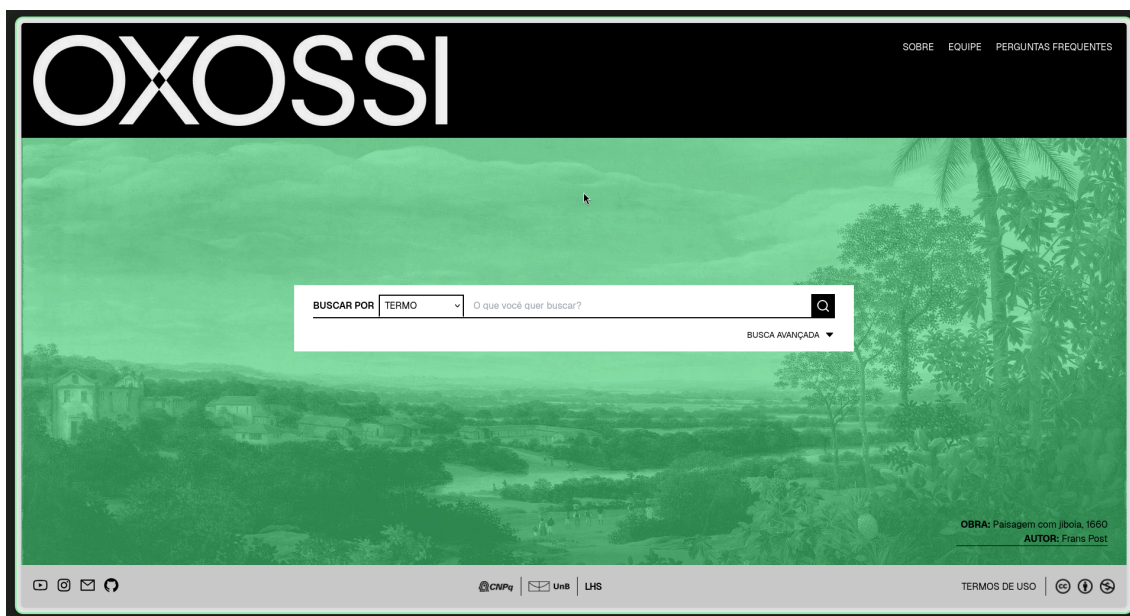 OXOSSI
SOBRE EQUIPE PERGUNTAS FREQUENTES
BUSCAR POR TERMO O que você quer buscar?
BUSCA AVANÇADA
OBRA: Paisagem com jiboia, 1660
AUTOR: Frans Post
CNPq UnB LHS TERMOS DE USO cc